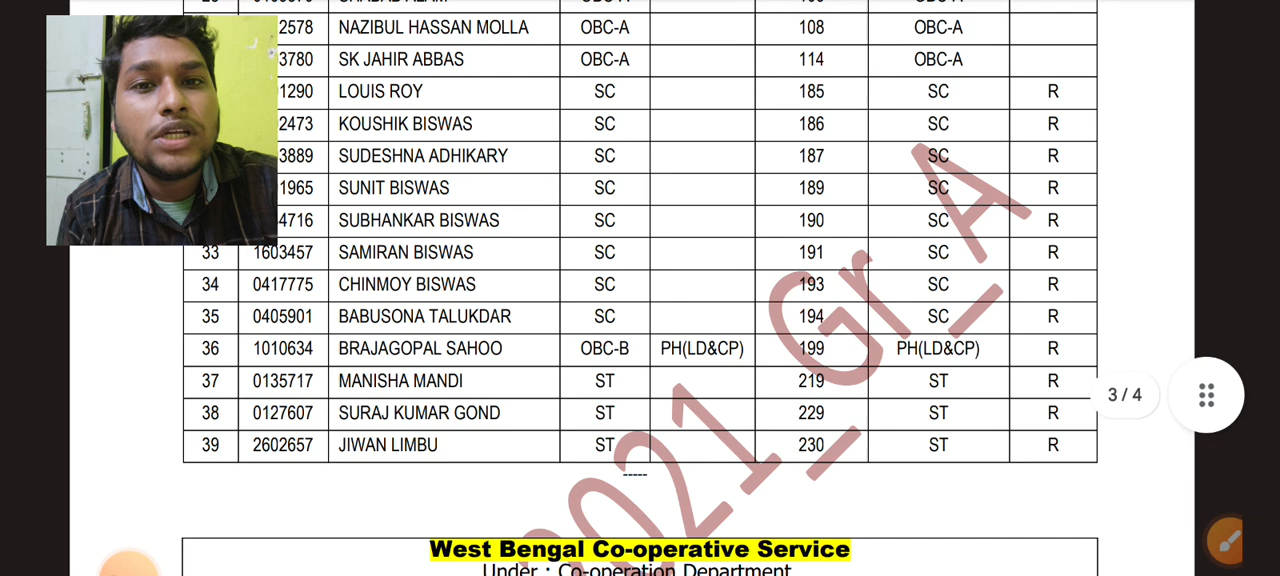 2578 NAZIBUL HASSAN MOLLA OBC-A 108 OBC-A
3780 SK JAHIR ABBAS OBC-A 114 OBC-A
1290 LOUIS ROY SC 185 SC R
2473 KOUSHIK BISWAS SC 186 SC R
3889 SUDESHNA ADHIKARY SC 187 SC R
1965 SUNIT BISWAS SC 189 SC R
4716 SUBHANKAR BISWAS SC 190 SC R
33 1603457 SAMIRAN BISWAS SC 191 SC R
34 0417775 CHINMOY BISWAS SC 193 SC R
35 0405901 BABUSONA TALUKDAR SC 194 SC R
36 1010634 BRAJAGOPAL SAHOO OBC-B PH(LD&CP) 199 PH(LD&CP) R
37 0135717 MANISHA MANDI ST 219 ST R
38 0127607 SURAJ KUMAR GOND ST 229 ST R
39 2602657 JIWAN LIMBU ST 230 ST R
-----
2021_Gr_A
3 / 4
West Bengal Co-operative Service
Under : Co-operation Department